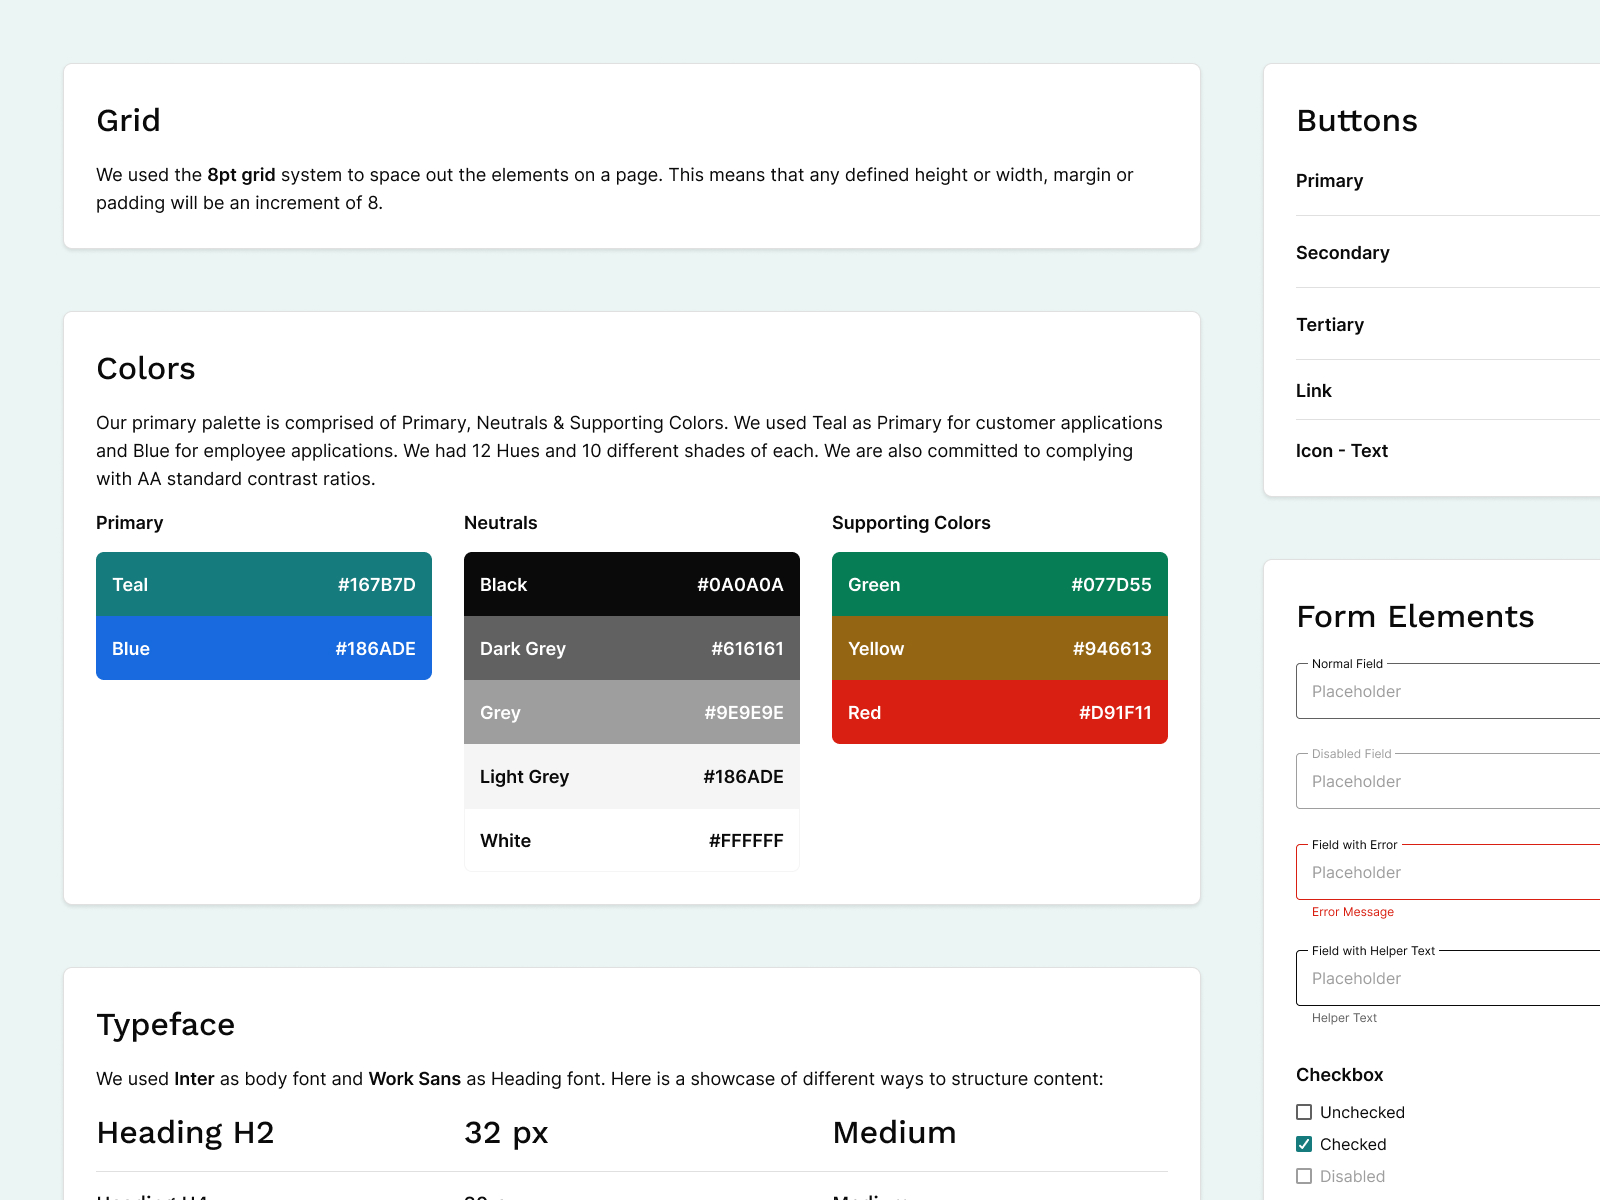 Grid
We used the 8pt grid system to space out the elements on a page. This means that any defined height or width, margin or
padding will be an increment of 8.
Colors
Our primary palette is comprised of Primary, Neutrals & Supporting Colors. We used Teal as Primary for customer applications
and Blue for employee applications. We had 12 Hues and 10 different shades of each. We are also committed to complying
with AA standard contrast ratios.
Primary
Teal #167B7D
Blue #186ADE
Neutrals
Black #0A0A0A
Dark Grey #616161
Grey #9E9E9E
Light Grey #186ADE
White #FFFFFF
Supporting Colors
Green #077D55
Yellow #946613
Red #D91F11
Typeface
We used Inter as body font and Work Sans as Heading font. Here is a showcase of different ways to structure content:
Heading H2 32 px Medium
Buttons
Primary
Secondary
Tertiary
Link
Icon - Text
Form Elements
Normal Field
Placeholder
Disabled Field
Placeholder
Field with Error
Placeholder
Error Message
Field with Helper Text
Placeholder
Helper Text
Checkbox
Unchecked
Checked
Disabled